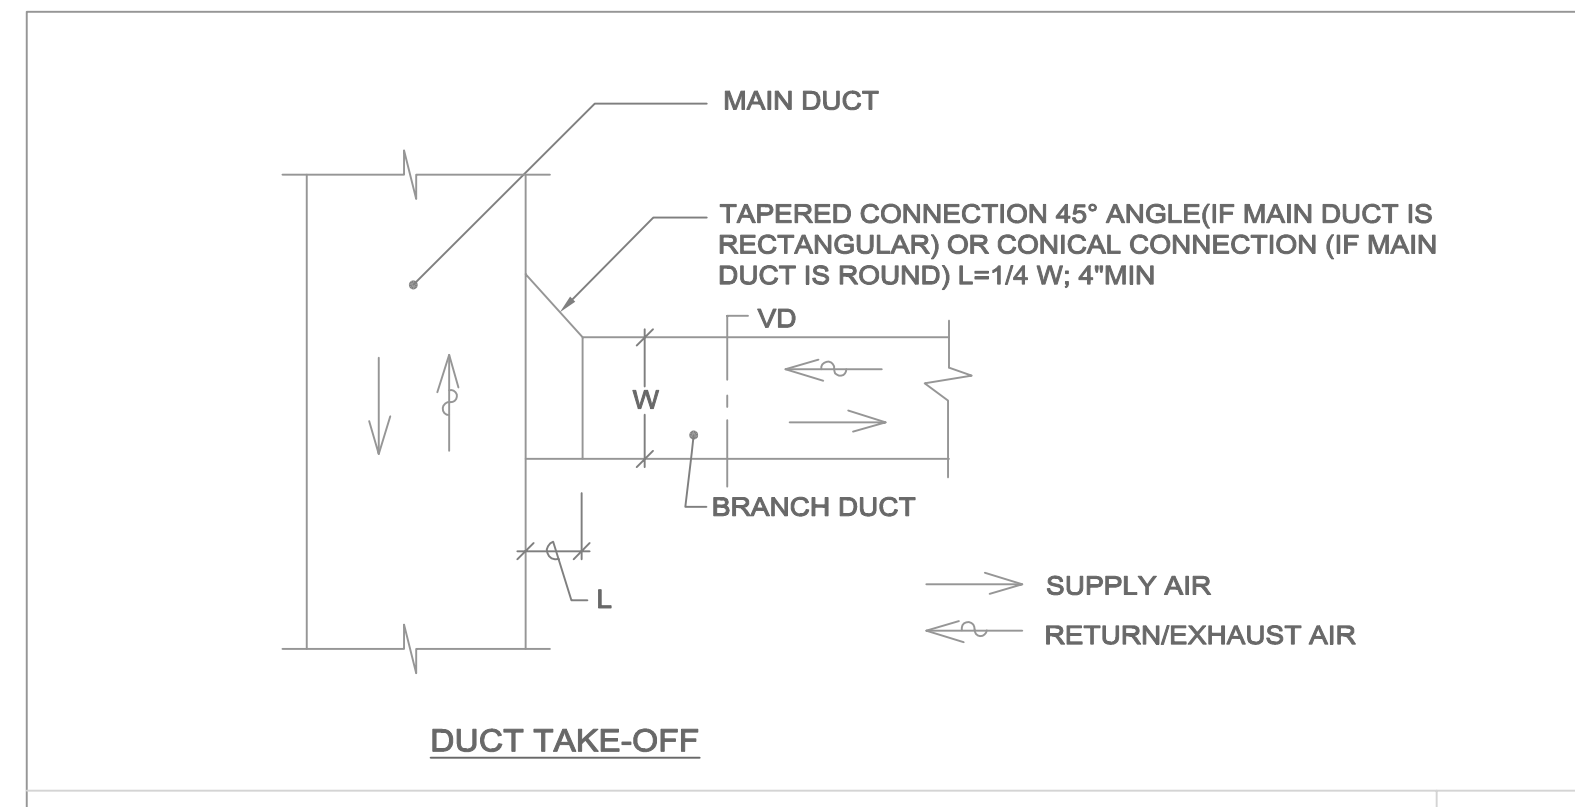 MAIN DUCT
TAPERED CONNECTION 45° ANGLE(IF MAIN DUCT IS
RECTANGULAR) OR CONICAL CONNECTION (IF MAIN
DUCT IS ROUND) L=1/4 W; 4"MIN
VD
W
BRANCH DUCT
L
SUPPLY AIR
RETURN/EXHAUST AIR
DUCT TAKE-OFF